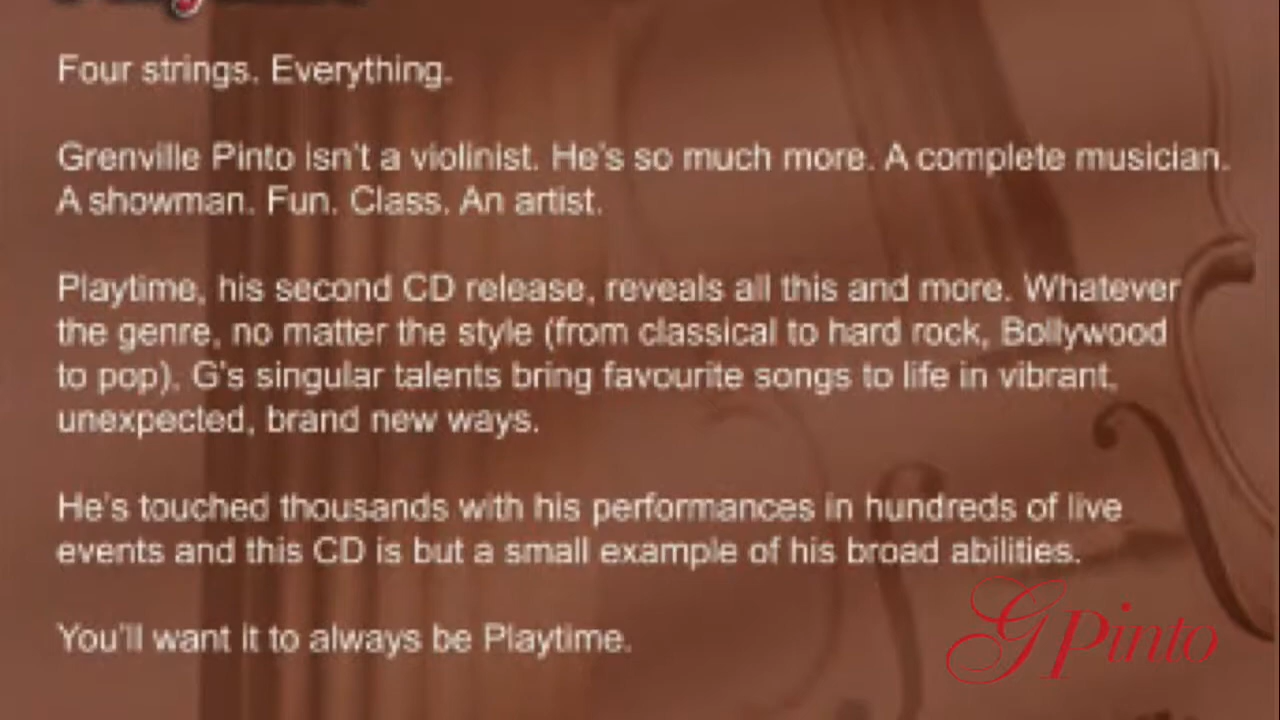 Four strings. Everything.
Grenville Pinto isn't a violinist. He's so much more. A complete musician.
A showman. Fun. Class. An artist.
Playtime, his second CD release, reveals all this and more. Whatever
the genre, no matter the style (from classical to hard rock, Bollywood
to pop), G's singular talents bring favourite songs to life in vibrant,
unexpected, brand new ways.
He's touched thousands with his performances in hundreds of live
events and this CD is but a small example of his broad abilities.
You'll want it to always be Playtime.
G Pinto